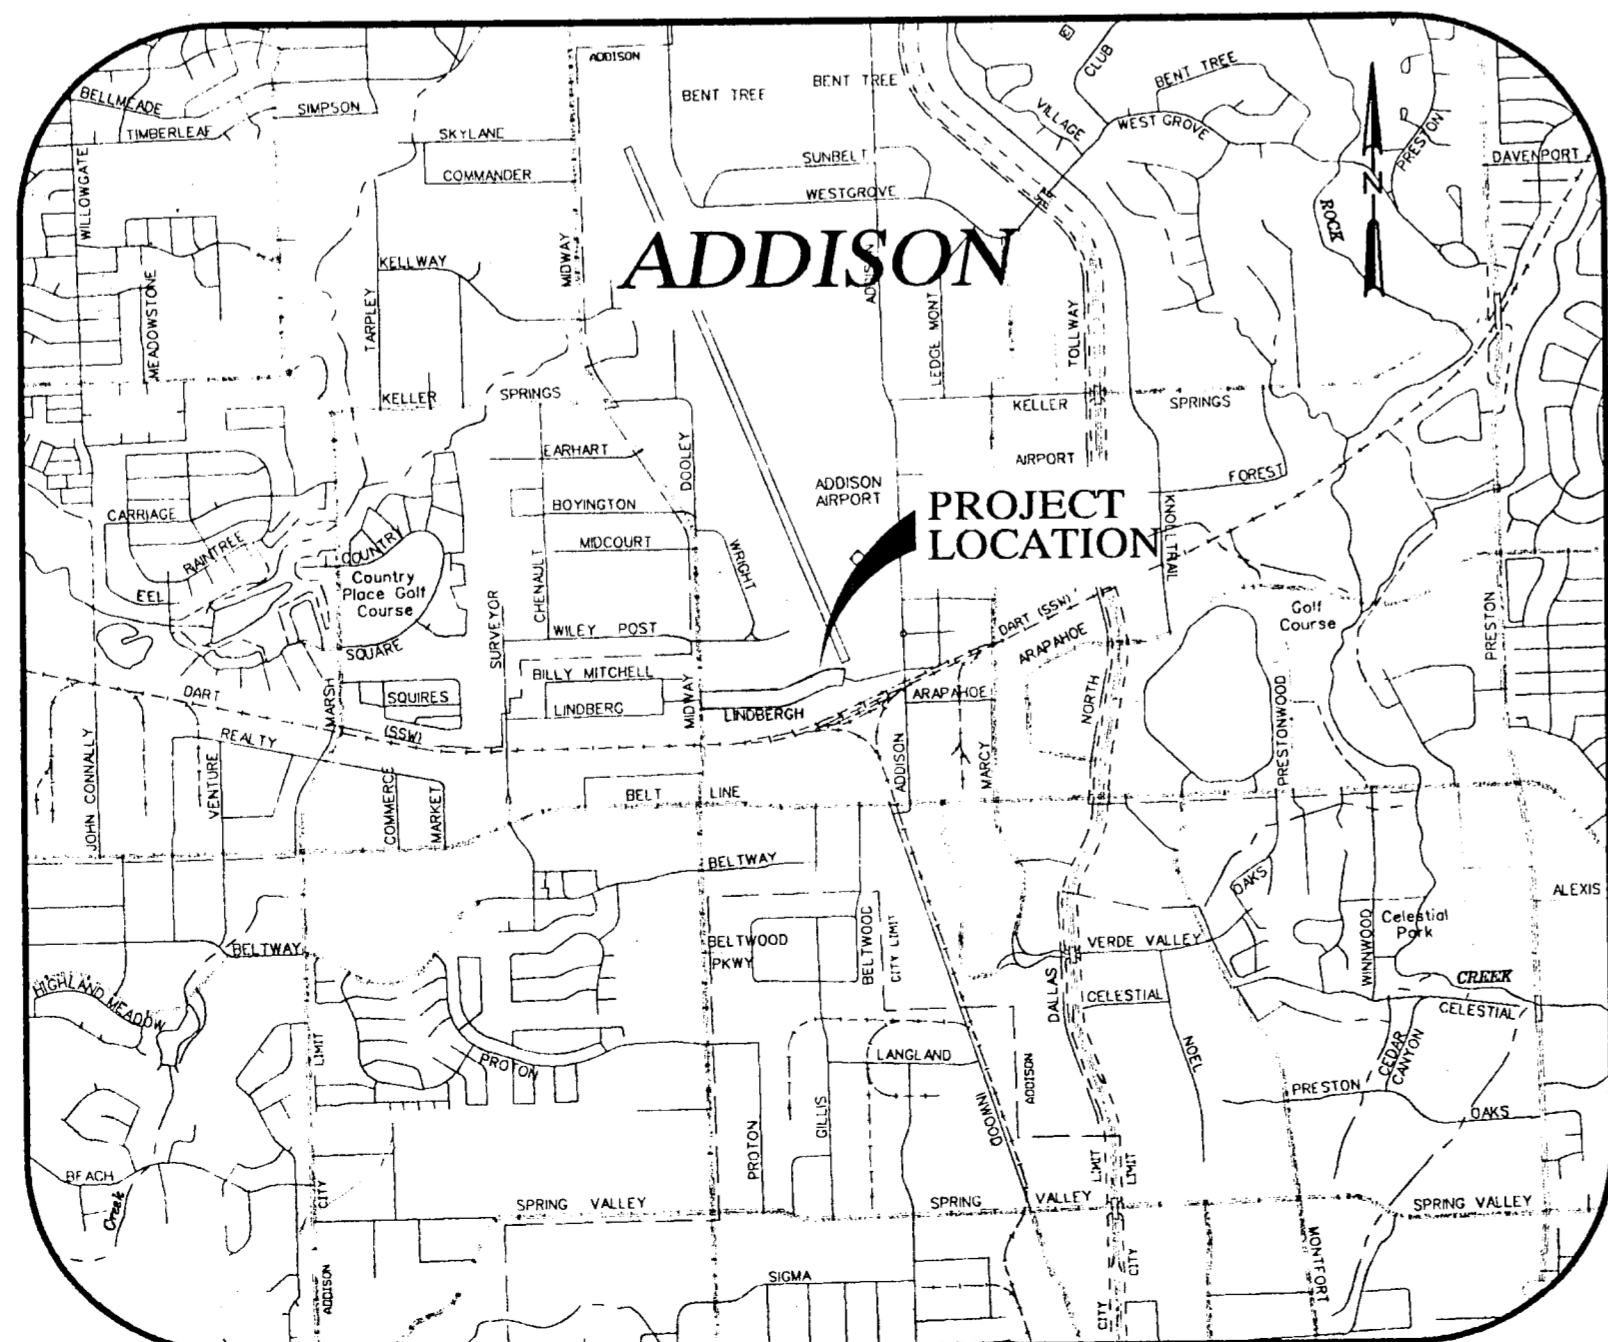 ADDISON
BENT TREE
BENT TREE
CLUB
BENT TREE
BELLMEADE
SIMPSON
TIMBERLEAF
SKYLANE
VILLAGE
WEST GROVE
PRESTON
COMMANDER
SUNBELT
DAVENPORT
WESTGROVE
WILLOWGATE
N
ROCK
MIDWAY
ADDISON
ADDISON
KELLWAY
MEADOWSTONE
TARPLEY
LEDGE MONT
TOLLWAY
KELLER
SPRINGS
KELLER
SPRINGS
EARHART
DOOLEY
AIRPORT
FOREST
ADDISON
AIRPORT
BOYINGTON
PROJECT
LOCATION
KNOLL TRAIL
CARRIAGE
RAINTREE
COUNTRY
MIDCOURT
WRIGHT
Country
Place Golf
Course
EEL
CHENAULT
SURVEYOR
WILEY POST
DART (SSW)
ARAPAHOE
Golf
Course
PRESTON
SQUARE
BILLY MITCHELL
DART
MARSH
SQUIRES
LINDBERG
MIDWAY
LINDBERGH
ARAPAHOE
NORTH
PRESTONWOOD
REALTY
(SSW)
JOHN CONNALLY
VENTURE
COMMERCE
MARKET
BELT LINE
ADDISON
MARCY
BELTWAY
OAKS
ALEXIS
BELTWAY
BELTWOOD
PKWY
BELTWOOD
CITY LIMIT
VERDE VALLEY
WINNWOOD
Celestial
Park
CREEK
HIGHLAND MEADOW
DALLAS
CELESTIAL
CELESTIAL
LIMIT
PROTON
LANGLAND
ADDISON
NOEL
CEDAR
CANYON
PRESTON
OAKS
INWOOD
GILLIS
PROTON
BEACH
Creek
CITY
LIMIT
LIMIT
SPRING VALLEY
SPRING
VALLEY
SPRING VALLEY
ADDISON
SIGMA
CITY
CITY
MONTFORT